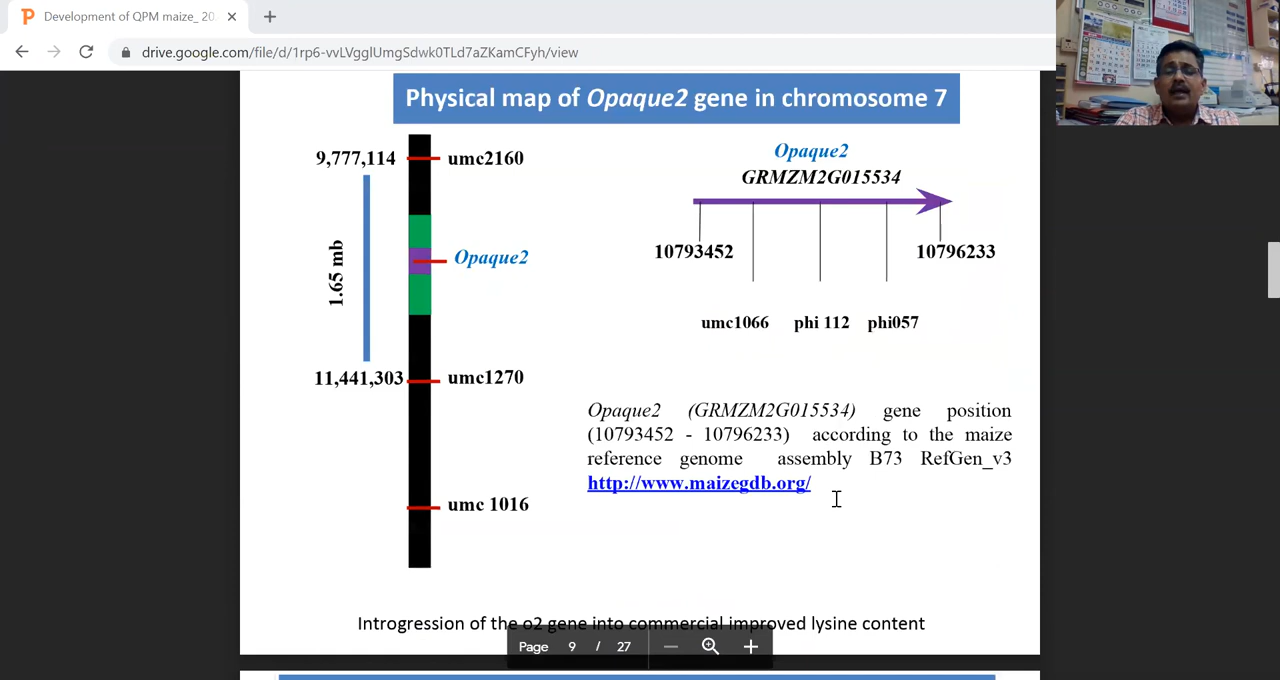 Development of QPM maize_ 20
drive.google.com/file/d/1rp6-vvLVgglUmgSdwk0TLd7aZKamCFyh/view
Physical map of Opaque2 gene in chromosome 7
9,777,114
umc2160
1.65 mb
Opaque2
11,441,303
umc1270
umc 1016
Opaque2
GRMZM2G015534
10793452
10796233
umc1066 phi 112 phi057
Opaque2 (GRMZM2G015534) gene position
(10793452 - 10796233) according to the maize
reference genome assembly B73 RefGen_v3
http://www.maizegdb.org/
Introgression of the o2 gene into commercial improved lysine content
Page 9 / 27